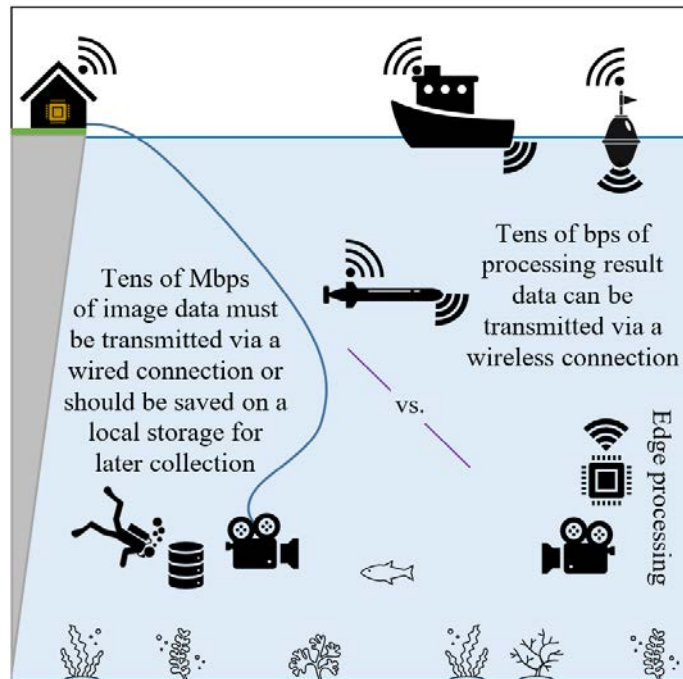 Tens of Mbps
of image data must
be transmitted via a
wired connection or
should be saved on a
local storage for
later collection
vs.
Tens of bps of
processing result
data can be
transmitted via a
wireless connection
Edge processing